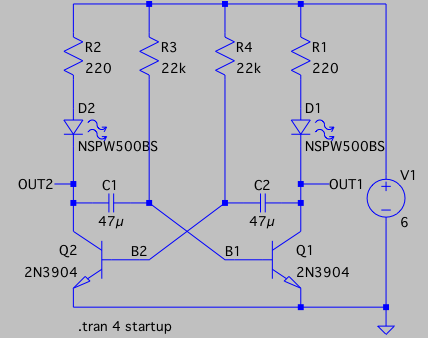 R2 R3 R4 R1
220 22k 22k 220
D2 D1
NSPW500BS NSPW500BS
OUT2 C1 C2 OUT1 V1
47µ 47µ 6
Q2 B2 B1 Q1
2N3904 2N3904
.tran 4 startup